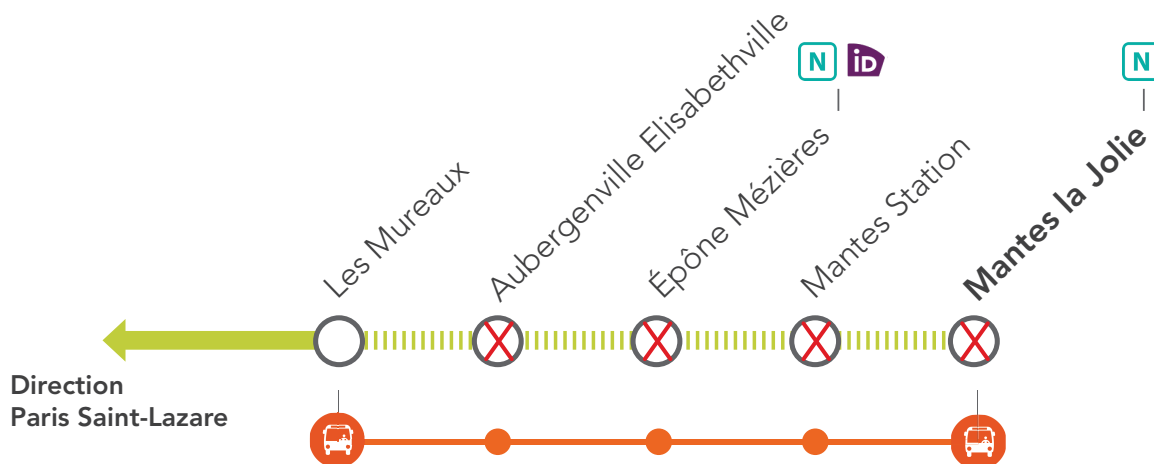 N iD
N
Les Mureaux
Aubergenville Elisabethville
Épône Mézières
Mantes Station
Mantes la Jolie
Direction
Paris Saint-Lazare